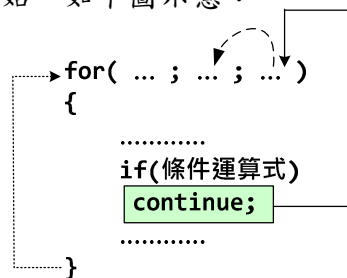 如下圖示意。
for( … ; … ; … )
{
…………
if(條件運算式)
continue;
…………
}